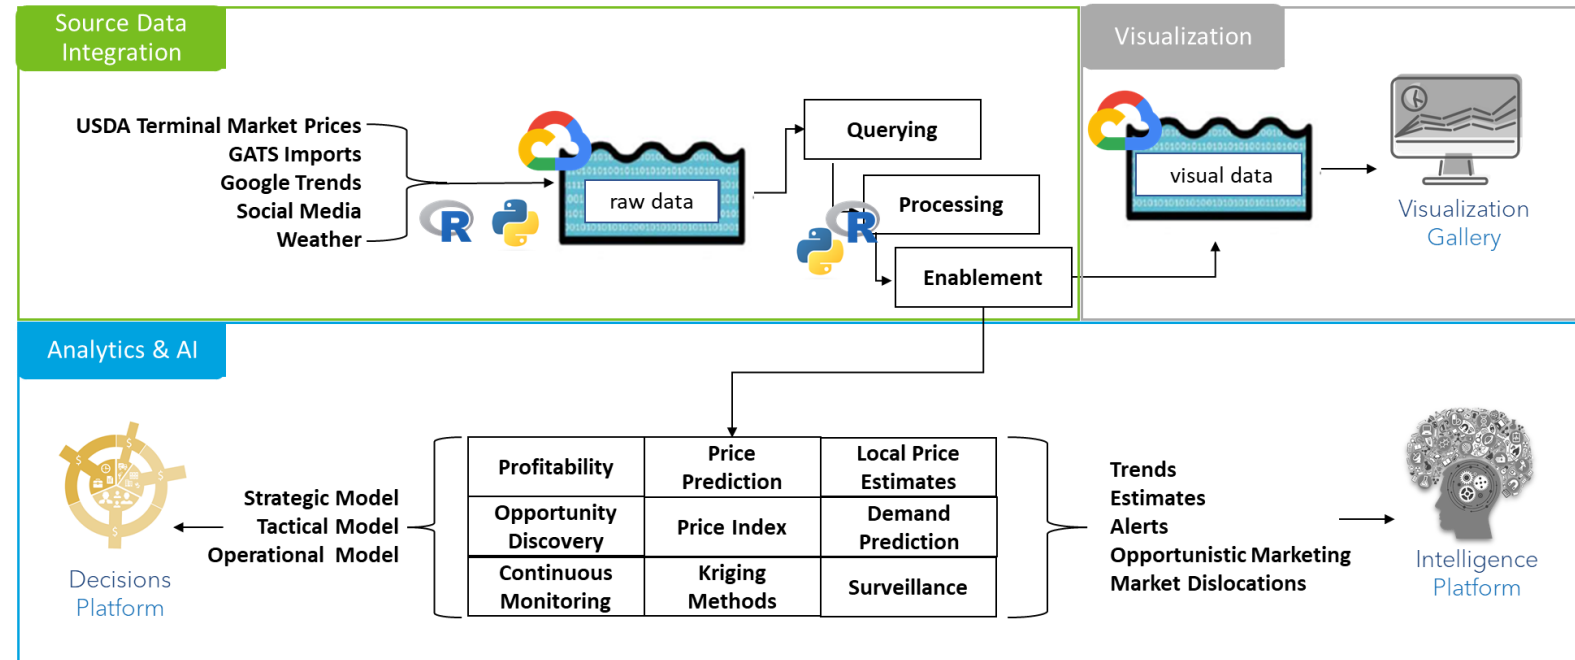 Source Data
Integration
Visualization
USDA Terminal Market Prices
GATS Imports
Google Trends
Social Media
Weather
R
raw data
Querying
Processing
R
Enablement
visual data
Visualization
Gallery
Analytics & AI
Decisions
Platform
Strategic Model
Tactical Model
Operational Model
Profitability
Price
Prediction
Local Price
Estimates
Opportunity
Discovery
Price Index
Demand
Prediction
Continuous
Monitoring
Kriging
Methods
Surveillance
Trends
Estimates
Alerts
Opportunistic Marketing
Market Dislocations
Intelligence
Platform